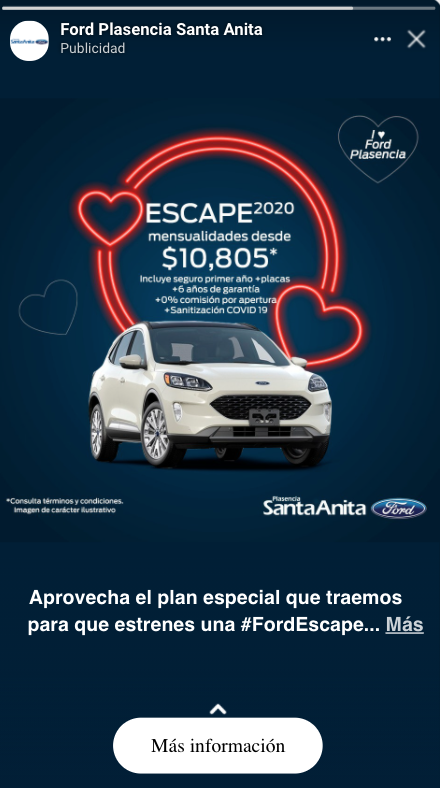 Ford Plasencia Santa Anita
Publicidad
I ♥
Ford
Plasencia
ESCAPE2020
mensualidades desde
$10,805*
Incluye seguro primer año +placas
+6 años de garantía
+0% comisión por apertura
+Sanitización COVID 19
*Consulta términos y condiciones.
Imagen de carácter ilustrativo
Plasencia
SantaAnita
Ford
Aprovecha el plan especial que traemos
para que estrenes una #FordEscape... Más
Más información